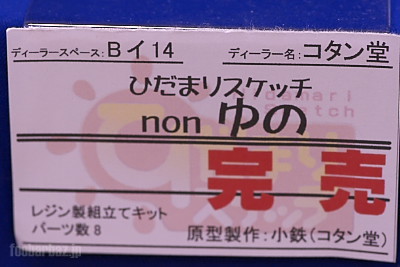 ディーラースペース:Bイ14 ディーラー名:コタン堂
ひだまりスケッチ
non ゆの
完売
レジン製組立てキット
パーツ数8
原型製作:小鉄(コタン堂)
foobarbaz.jp